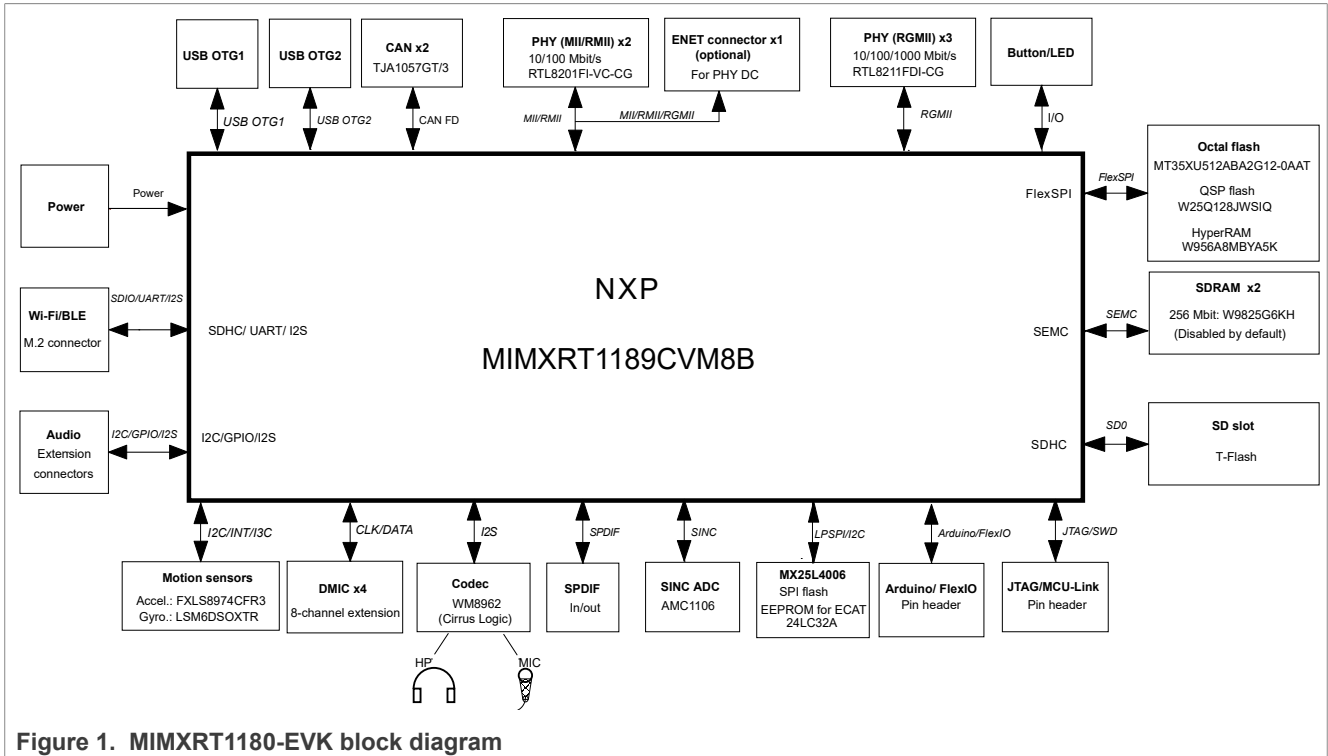 USB OTG1
USB OTG2
CAN x2
TJA1057GT/3
PHY (MII/RMII) x2
10/100 Mbit/s
RTL8201FI-VC-CG
ENET connector x1
(optional)
For PHY DC
PHY (RGMII) x3
10/100/1000 Mbit/s
RTL8211FDI-CG
Button/LED
USB OTG1
USB OTG2
CAN FD
MII/RMII
MII/RMII/RGMII
RGMII
I/O
Power
Power
Wi-Fi/BLE
M.2 connector
SDIO/UART/I2S
Audio
Extension
connectors
I2C/GPIO/I2S
SDHC/ UART/ I2S
I2C/GPIO/I2S
NXP
MIMXRT1189CVM8B
FlexSPI
SEMC
SDHC
FlexSPI
SEMC
SD0
Octal flash
MT35XU512ABA2G12-0AAT
QSP flash
W25Q128JWSIQ
HyperRAM
W956A8MBYA5K
SDRAM x2
256 Mbit: W9825G6KH
(Disabled by default)
SD slot
T-Flash
I2C/INT/I3C
CLK/DATA
I2S
SPDIF
SINC
LPSPI/I2C
Arduino/FlexIO
JTAG/SWD
Motion sensors
Accel.: FXLS8974CFR3
Gyro.: LSM6DSOXTR
DMIC x4
8-channel extension
Codec
WM8962
(Cirrus Logic)
SPDIF
In/out
SINC ADC
AMC1106
MX25L4006
SPI flash
EEPROM for ECAT
24LC32A
Arduino/ FlexIO
Pin header
JTAG/MCU-Link
Pin header
HP
MIC
Figure 1. MIMXRT1180-EVK block diagram